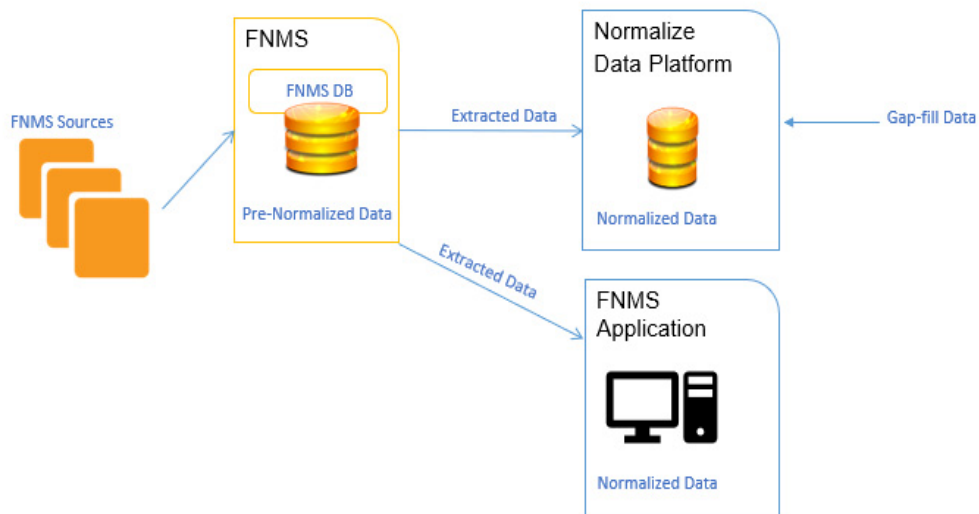 FNMS
FNMS DB
Pre-Normalized Data
FNMS Sources
Extracted Data
Normalize
Data Platform
Normalized Data
Gap-fill Data
Extracted Data
FNMS
Application
Normalized Data